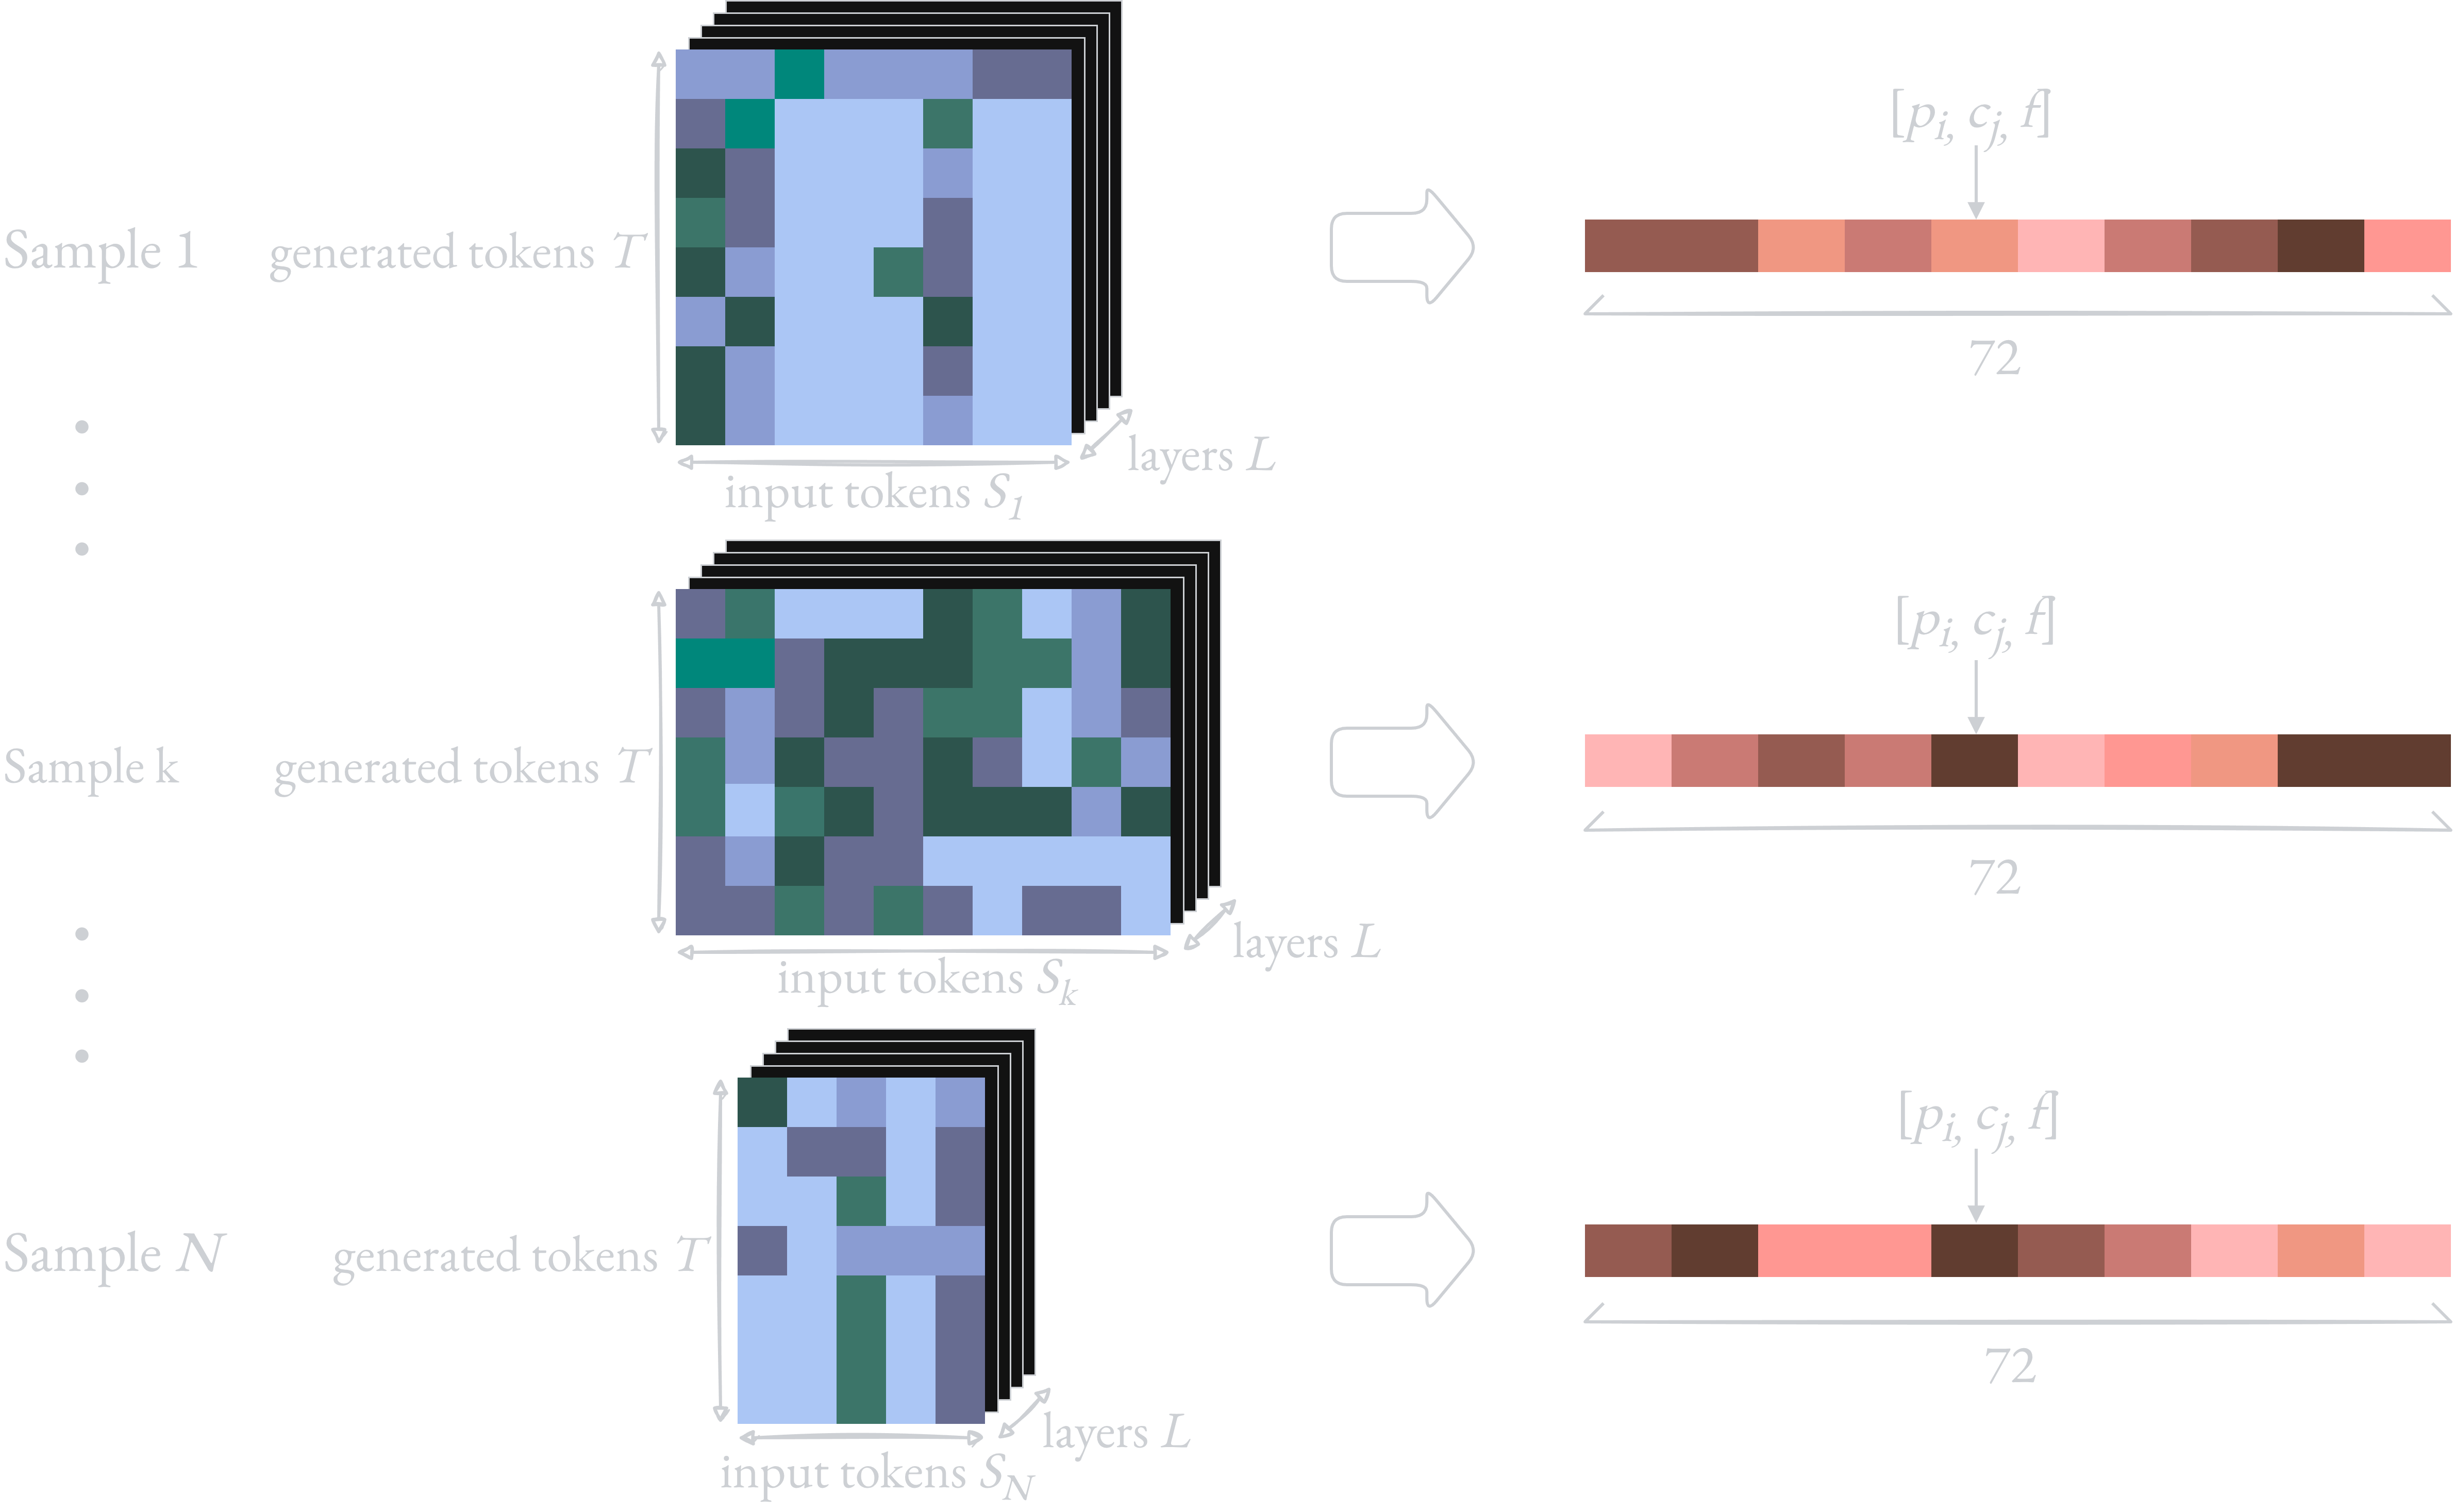 [pi, cj, f]
Sample 1
generated tokens T
72
layers L
input tokens S1
[pi, cj, f]
Sample k
generated tokens T
72
layers L
input tokens Sk
[pi, cj, f]
Sample N
generated tokens T
72
layers L
input tokens SN